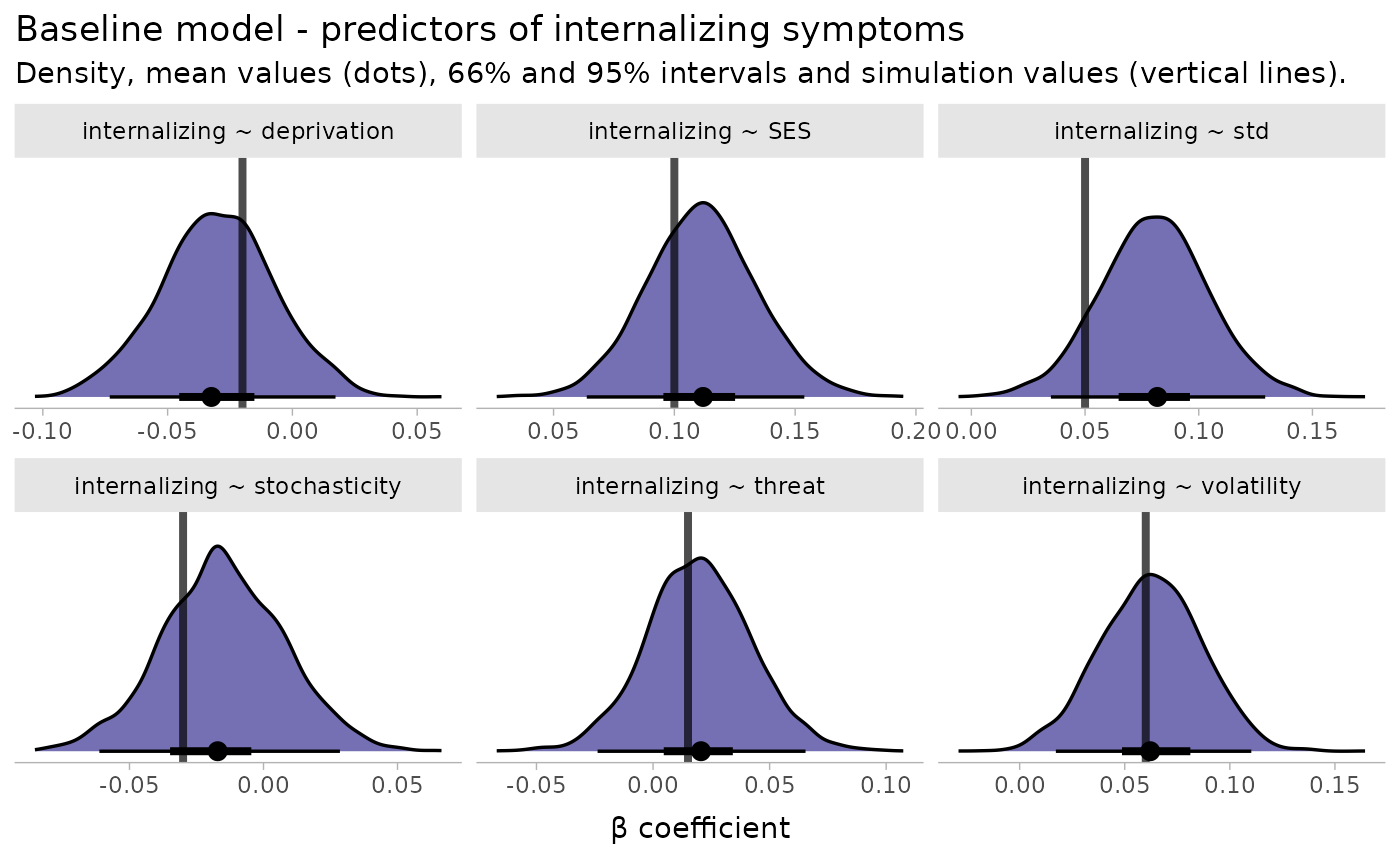 Baseline model - predictors of internalizing symptoms
Density, mean values (dots), 66% and 95% intervals and simulation values (vertical lines).
internalizing ~ deprivation
internalizing ~ SES
internalizing ~ std
-0.10 -0.05 0.00 0.05
0.05 0.10 0.15 0.20
0.00 0.05 0.10 0.15
internalizing ~ stochasticity
internalizing ~ threat
internalizing ~ volatility
-0.05 0.00 0.05
-0.05 0.00 0.05 0.10
0.00 0.05 0.10 0.15
β coefficient